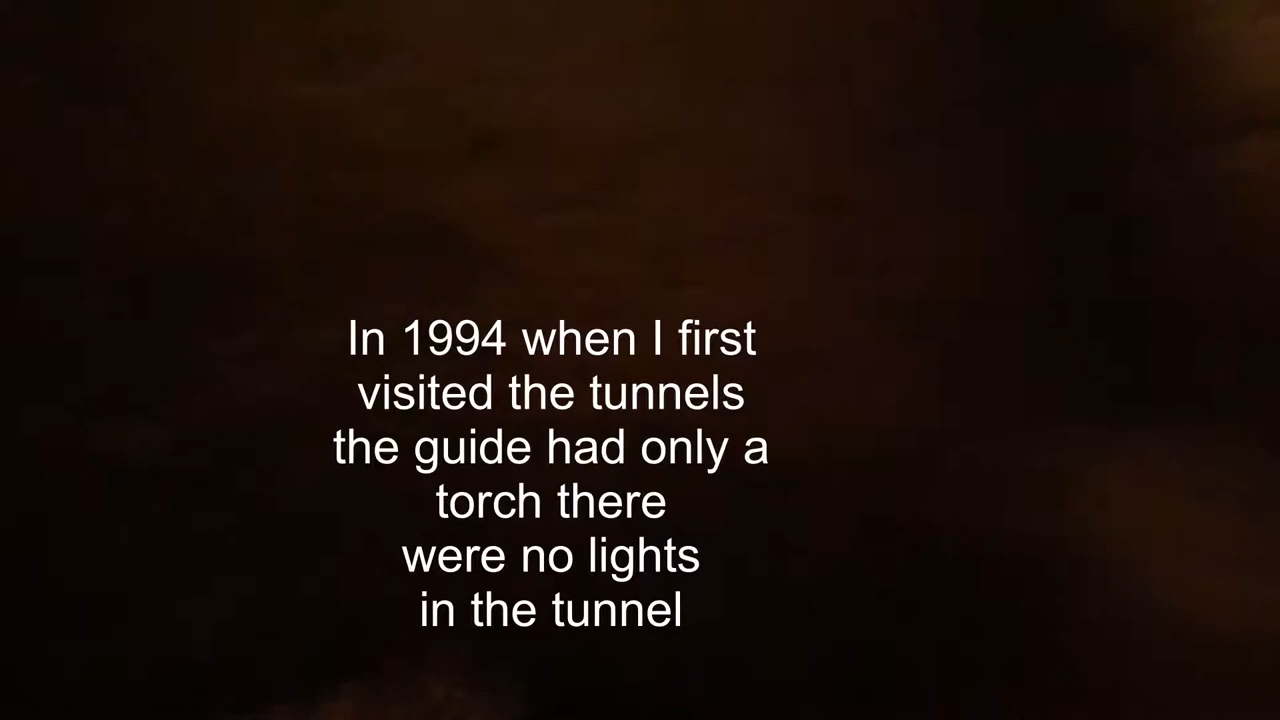 In 1994 when I first
visited the tunnels
the guide had only a
torch there
were no lights
in the tunnel